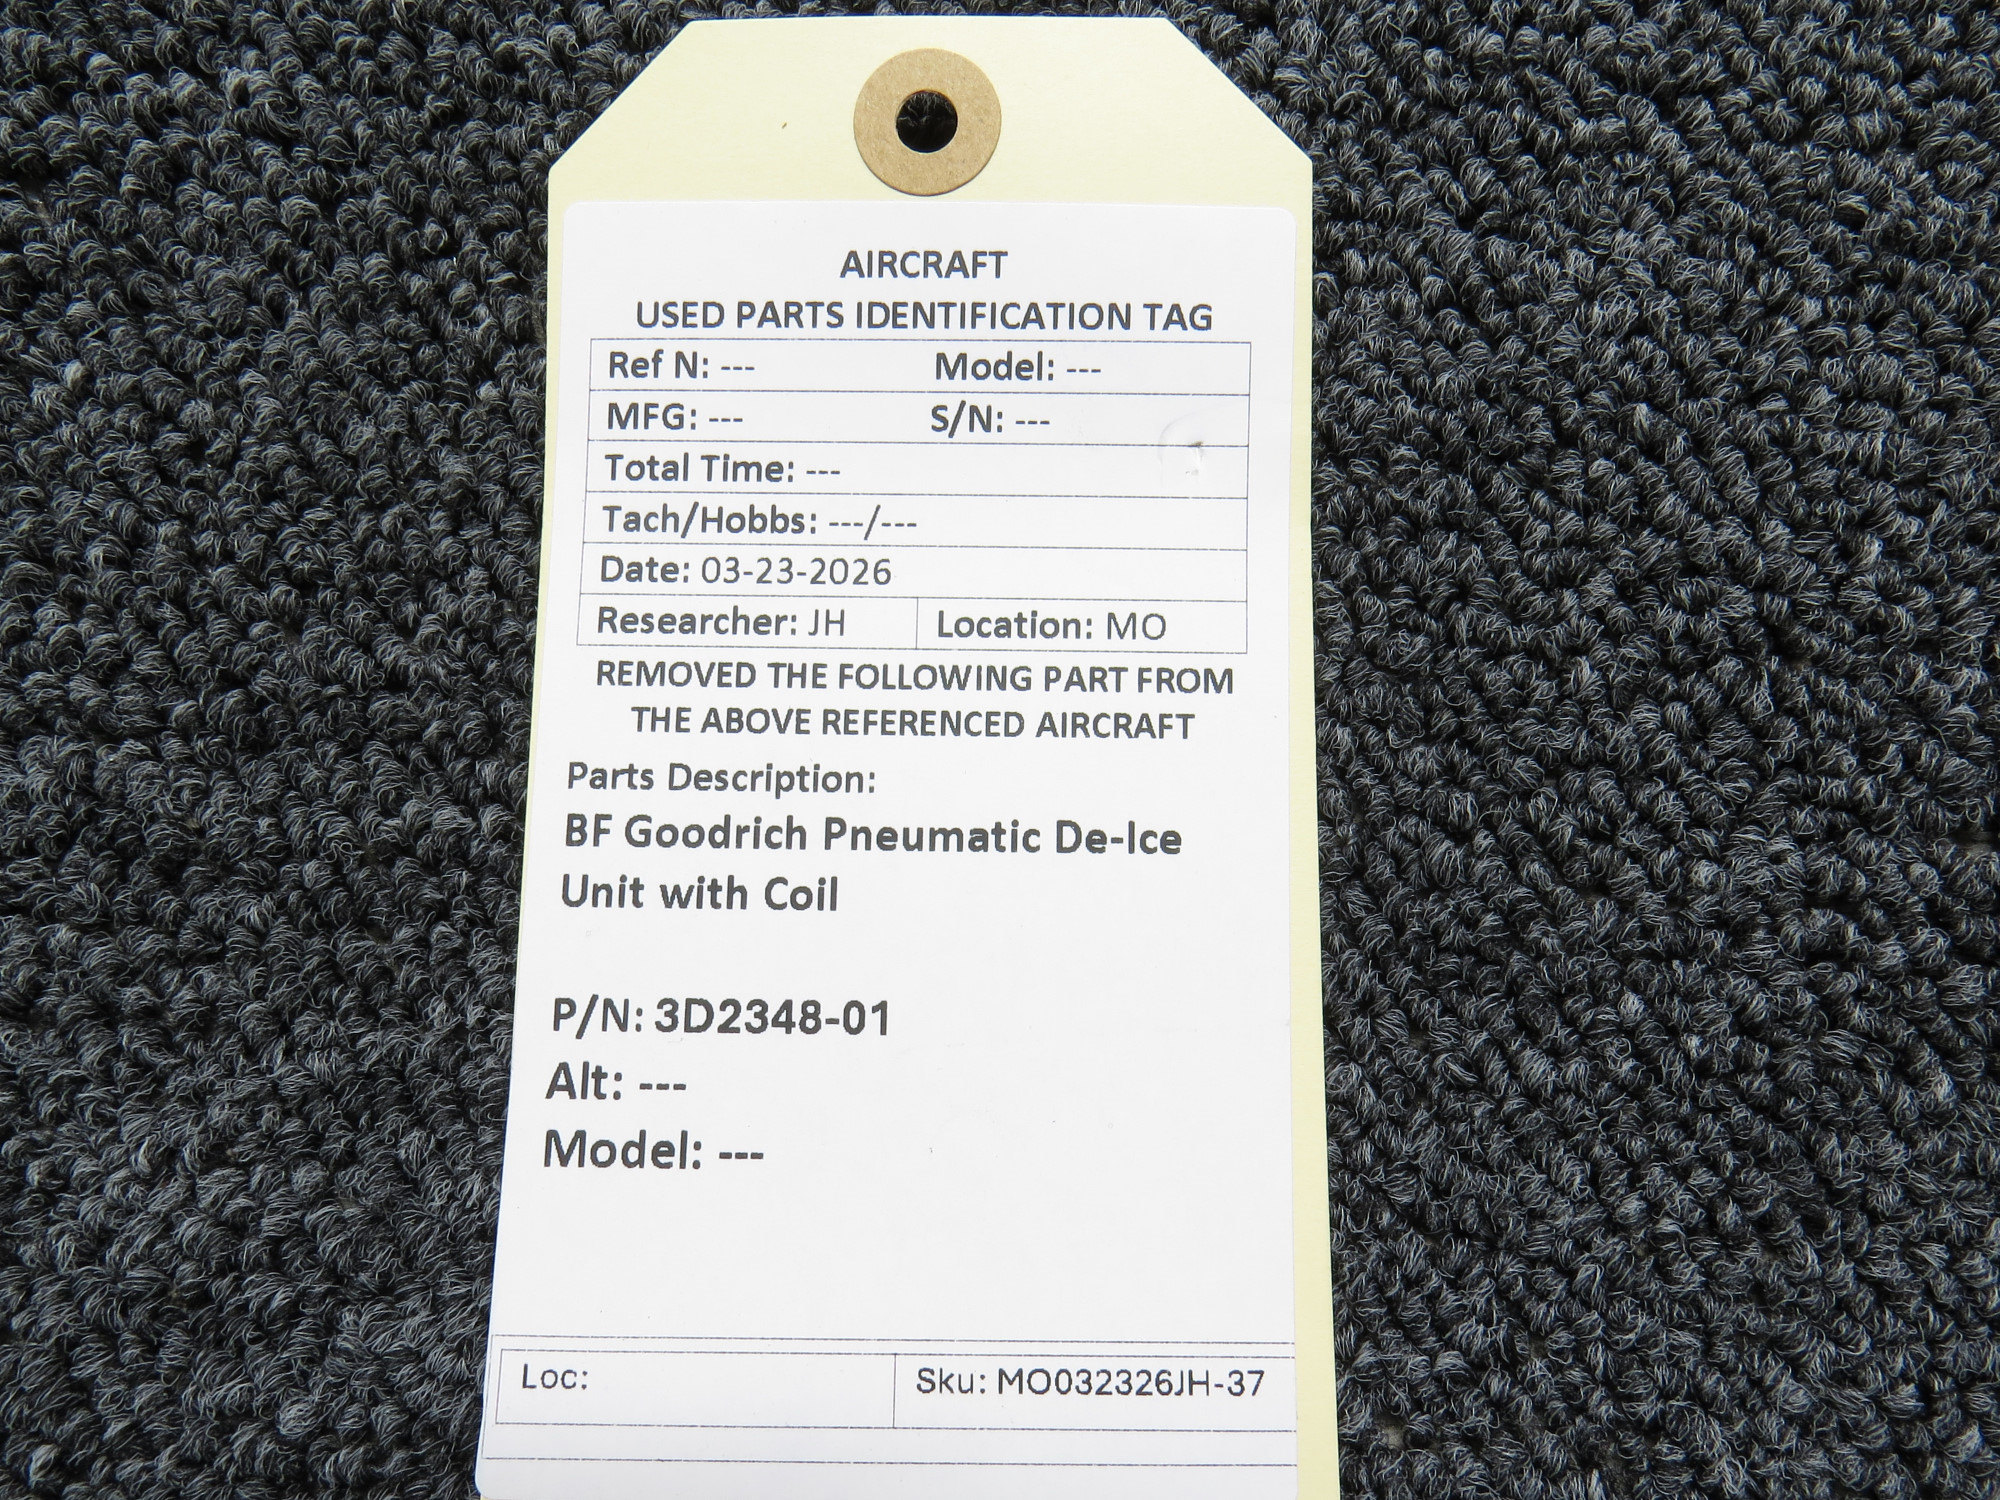 AIRCRAFT
USED PARTS IDENTIFICATION TAG
Ref N: --- Model: ---
MFG: --- S/N: ---
Total Time: ---
Tach/Hobbs: ---/---
Date: 03-23-2026
Researcher: JH Location: MO
REMOVED THE FOLLOWING PART FROM
THE ABOVE REFERENCED AIRCRAFT
Parts Description:
BF Goodrich Pneumatic De-Ice
Unit with Coil
P/N: 3D2348-01
Alt: ---
Model: ---
Loc: Sku: MO032326JH-37